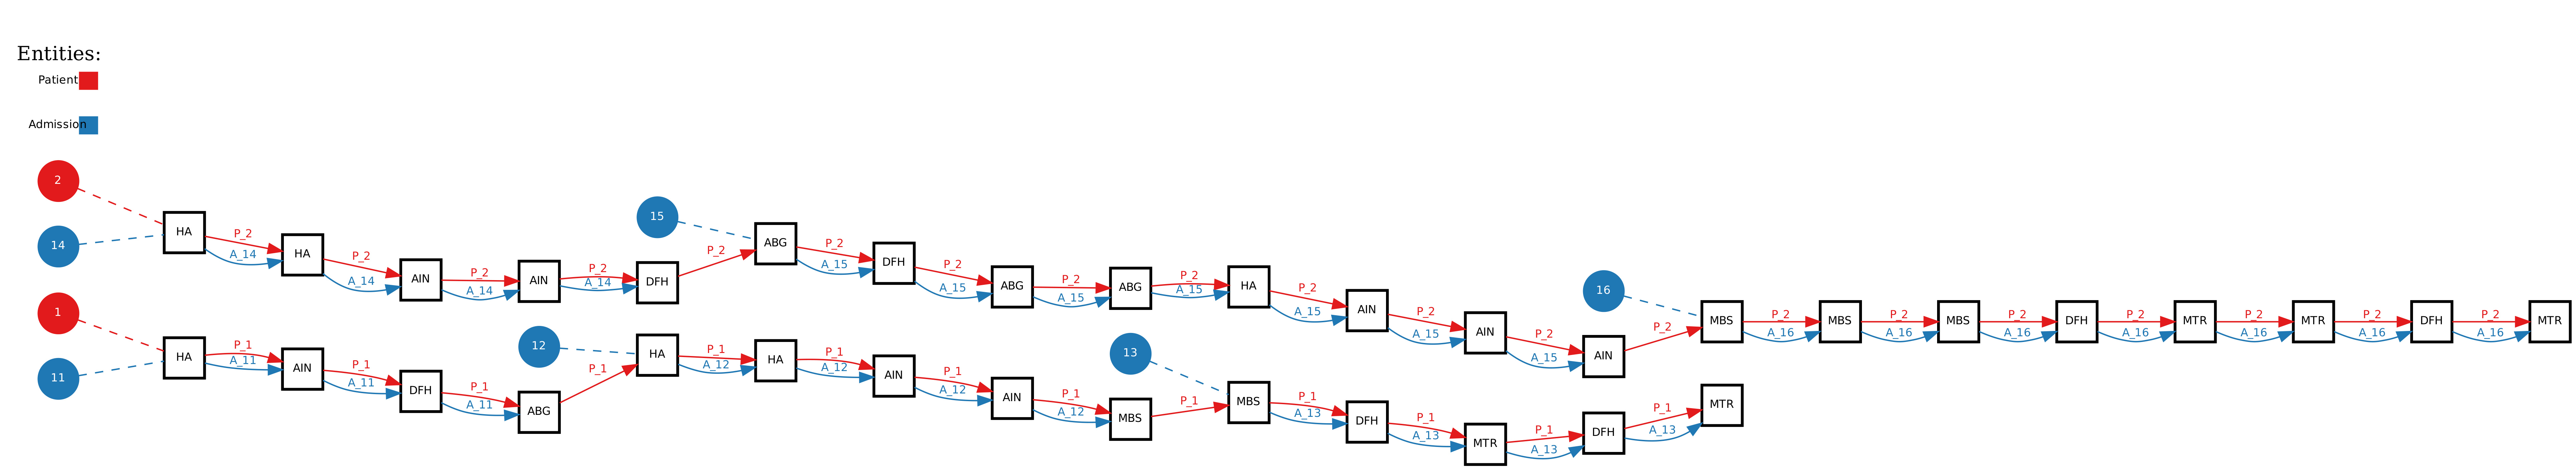 Entities:
Patient
Admission
2
14
HA
P_2
A_14
HA
P_2
A_14
AIN
P_2
A_14
AIN
P_2
A_14
DFH
P_2
15
ABG
P_2
A_15
DFH
P_2
A_15
ABG
P_2
A_15
ABG
P_2
A_15
HA
P_2
A_15
AIN
P_2
A_15
AIN
P_2
A_15
AIN
P_2
16
MBS
P_2
A_16
MBS
P_2
A_16
MBS
P_2
A_16
DFH
P_2
A_16
MTR
P_2
A_16
MTR
P_2
A_16
DFH
P_2
A_16
MTR
1
11
HA
P_1
A_11
AIN
P_1
A_11
DFH
P_1
A_11
ABG
P_1
12
HA
P_1
A_12
HA
P_1
A_12
AIN
P_1
A_12
AIN
P_1
A_12
MBS
P_1
13
MBS
P_1
A_13
DFH
P_1
A_13
MTR
P_1
A_13
DFH
P_1
A_13
MTR